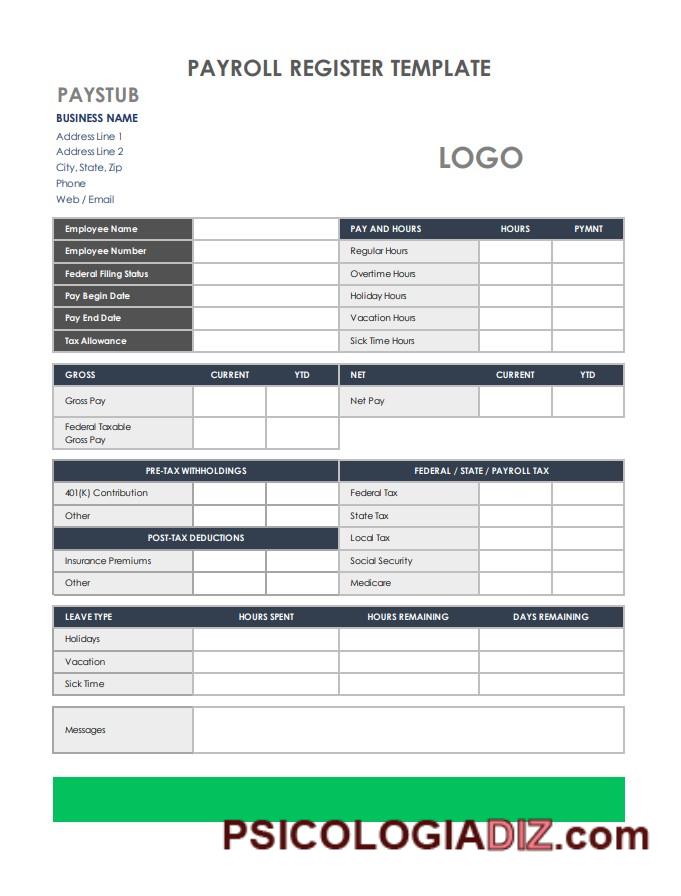 PAYROLL REGISTER TEMPLATE
PAYSTUB
BUSINESS NAME
Address Line 1
Address Line 2
City, State, Zip
Phone
Web / Email
LOGO
Employee Name
Employee Number
Federal Filing Status
Pay Begin Date
Pay End Date
Tax Allowance
PAY AND HOURS HOURS PYMNT
Regular Hours
Overtime Hours
Holiday Hours
Vacation Hours
Sick Time Hours
GROSS CURRENT YTD
Gross Pay
Federal Taxable
Gross Pay
NET CURRENT YTD
Net Pay
PRE-TAX WITHHOLDINGS
401(K) Contribution
Other
POST-TAX DEDUCTIONS
Insurance Premiums
Other
FEDERAL / STATE / PAYROLL TAX
Federal Tax
State Tax
Local Tax
Social Security
Medicare
LEAVE TYPE HOURS SPENT HOURS REMAINING DAYS REMAINING
Holidays
Vacation
Sick Time
Messages
PSICOLOGIADIZ.com